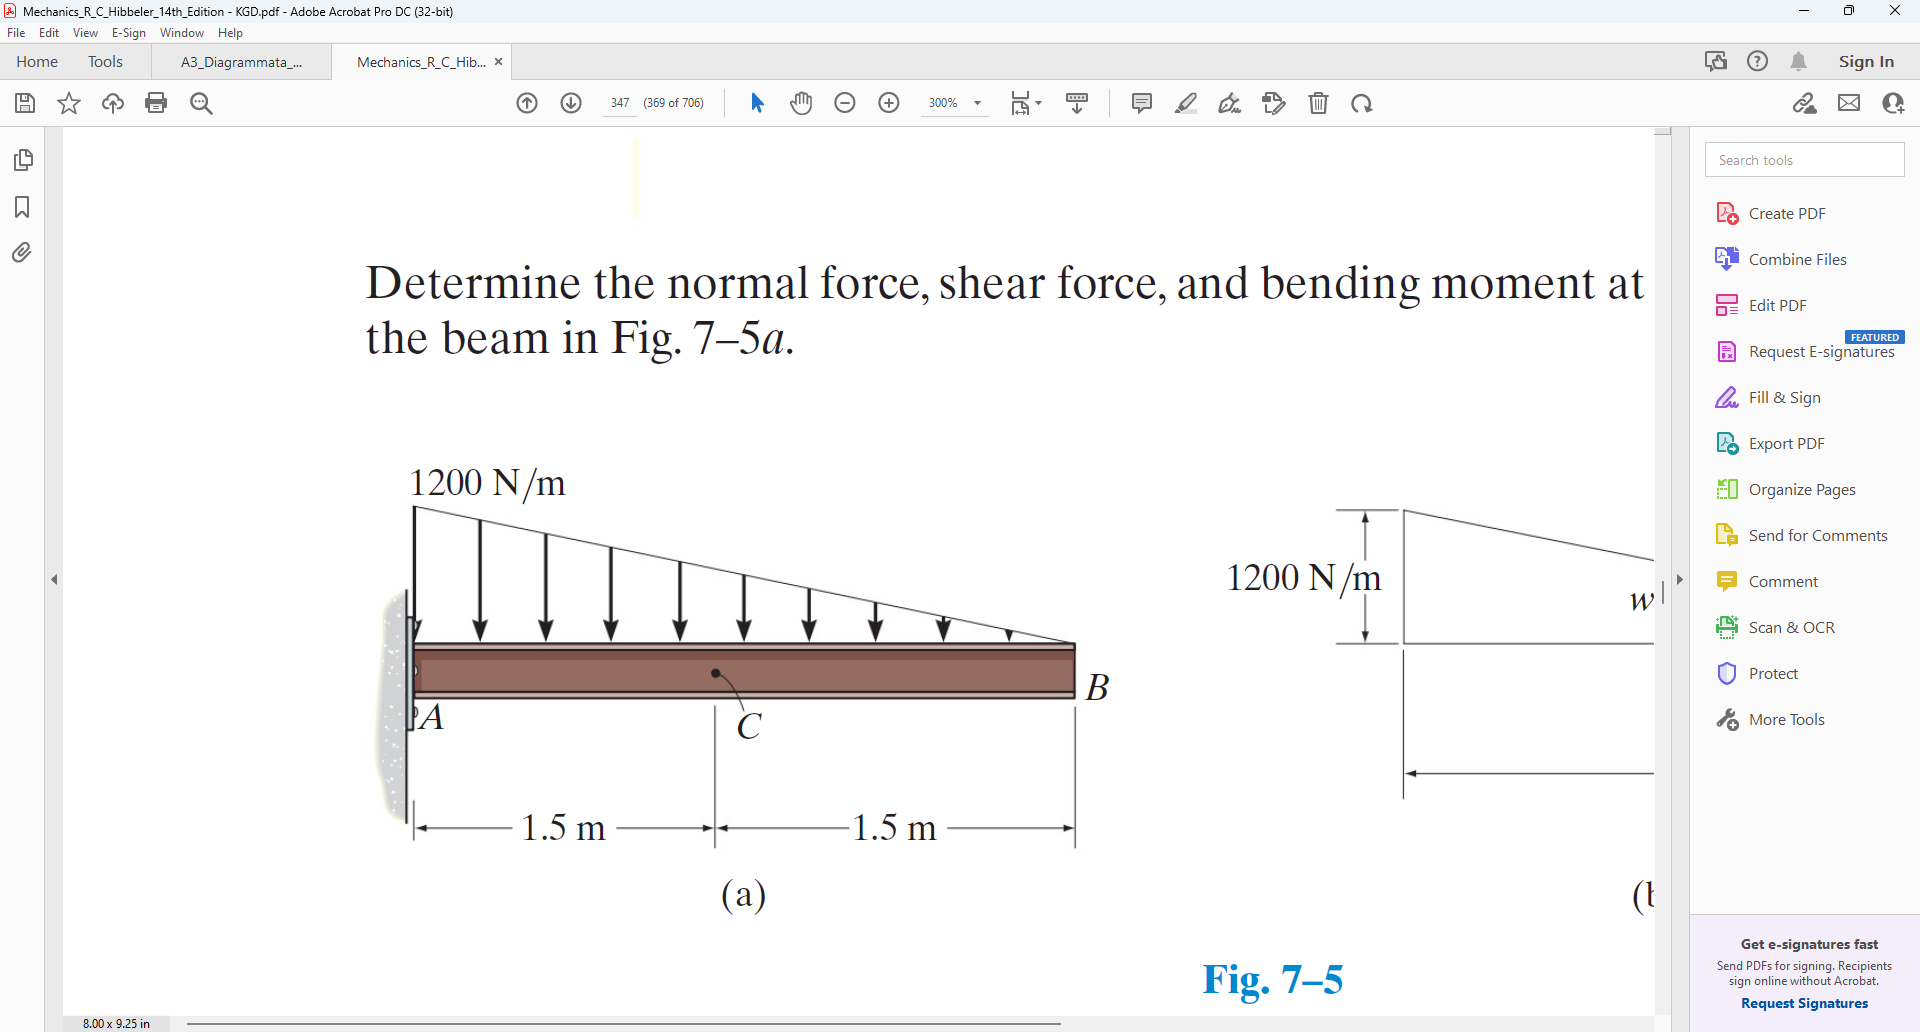 Mechanics_R_C_Hibbeler_14th_Edition - KGD.pdf - Adobe Acrobat Pro DC (32-bit)
File Edit View E-Sign Window Help
Home Tools A3_Diagrammata_... Mechanics_R_C_Hib... × Sign In
347 (369 of 706) 300%
Search tools
Create PDF
Combine Files
Edit PDF
FEATURED
Request E-signatures
Fill & Sign
Export PDF
Organize Pages
Send for Comments
Comment
Scan & OCR
Protect
More Tools
Get e-signatures fast
Send PDFs for signing. Recipients
sign online without Acrobat.
Request Signatures
Determine the normal force, shear force, and bending moment at
the beam in Fig. 7–5a.
1200 N/m
A
C
B
1.5 m
1.5 m
(a)
1200 N/m
w
(b
Fig. 7–5
8.00 x 9.25 in